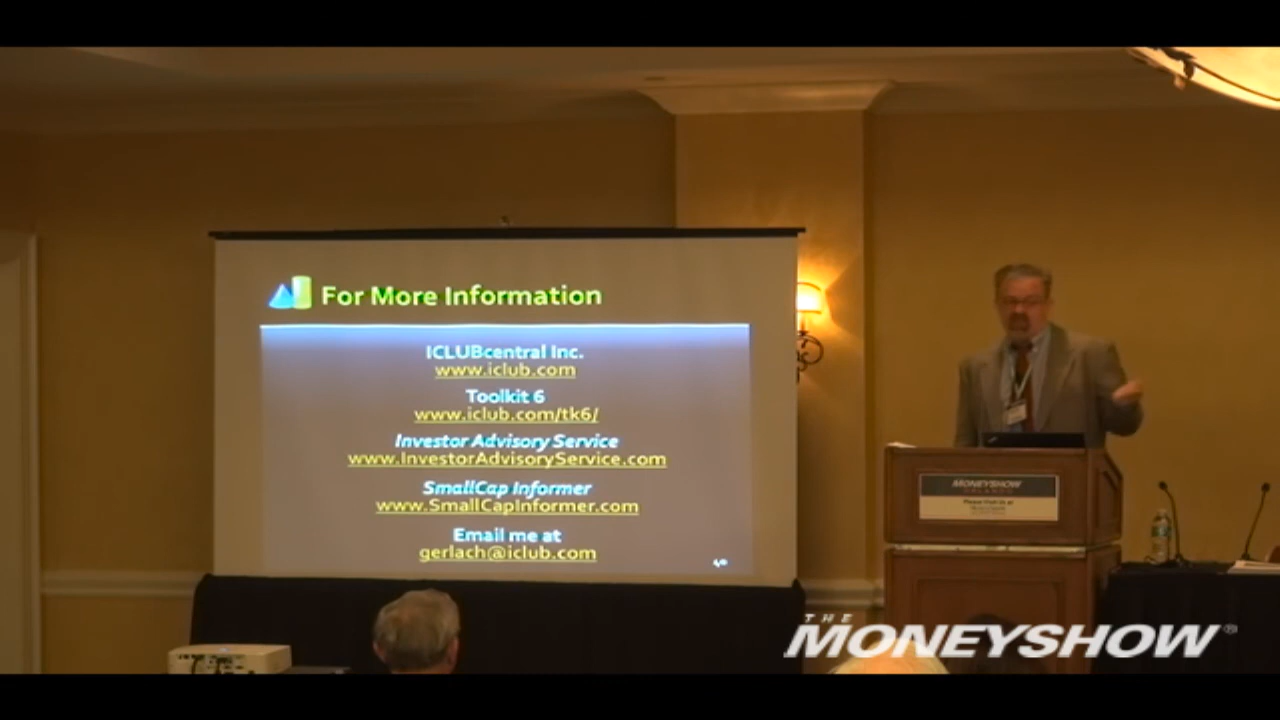 For More Information
ICLUBcentral Inc.
www.iclub.com
Toolkit 6
www.iclub.com/tk6/
Investor Advisory Service
www.InvestorAdvisoryService.com
SmallCap Informer
www.SmallCapInformer.com
Email me at
gerlach@iclub.com
MONEYSHOW
ORLANDO
THE
MONEYSHOW®